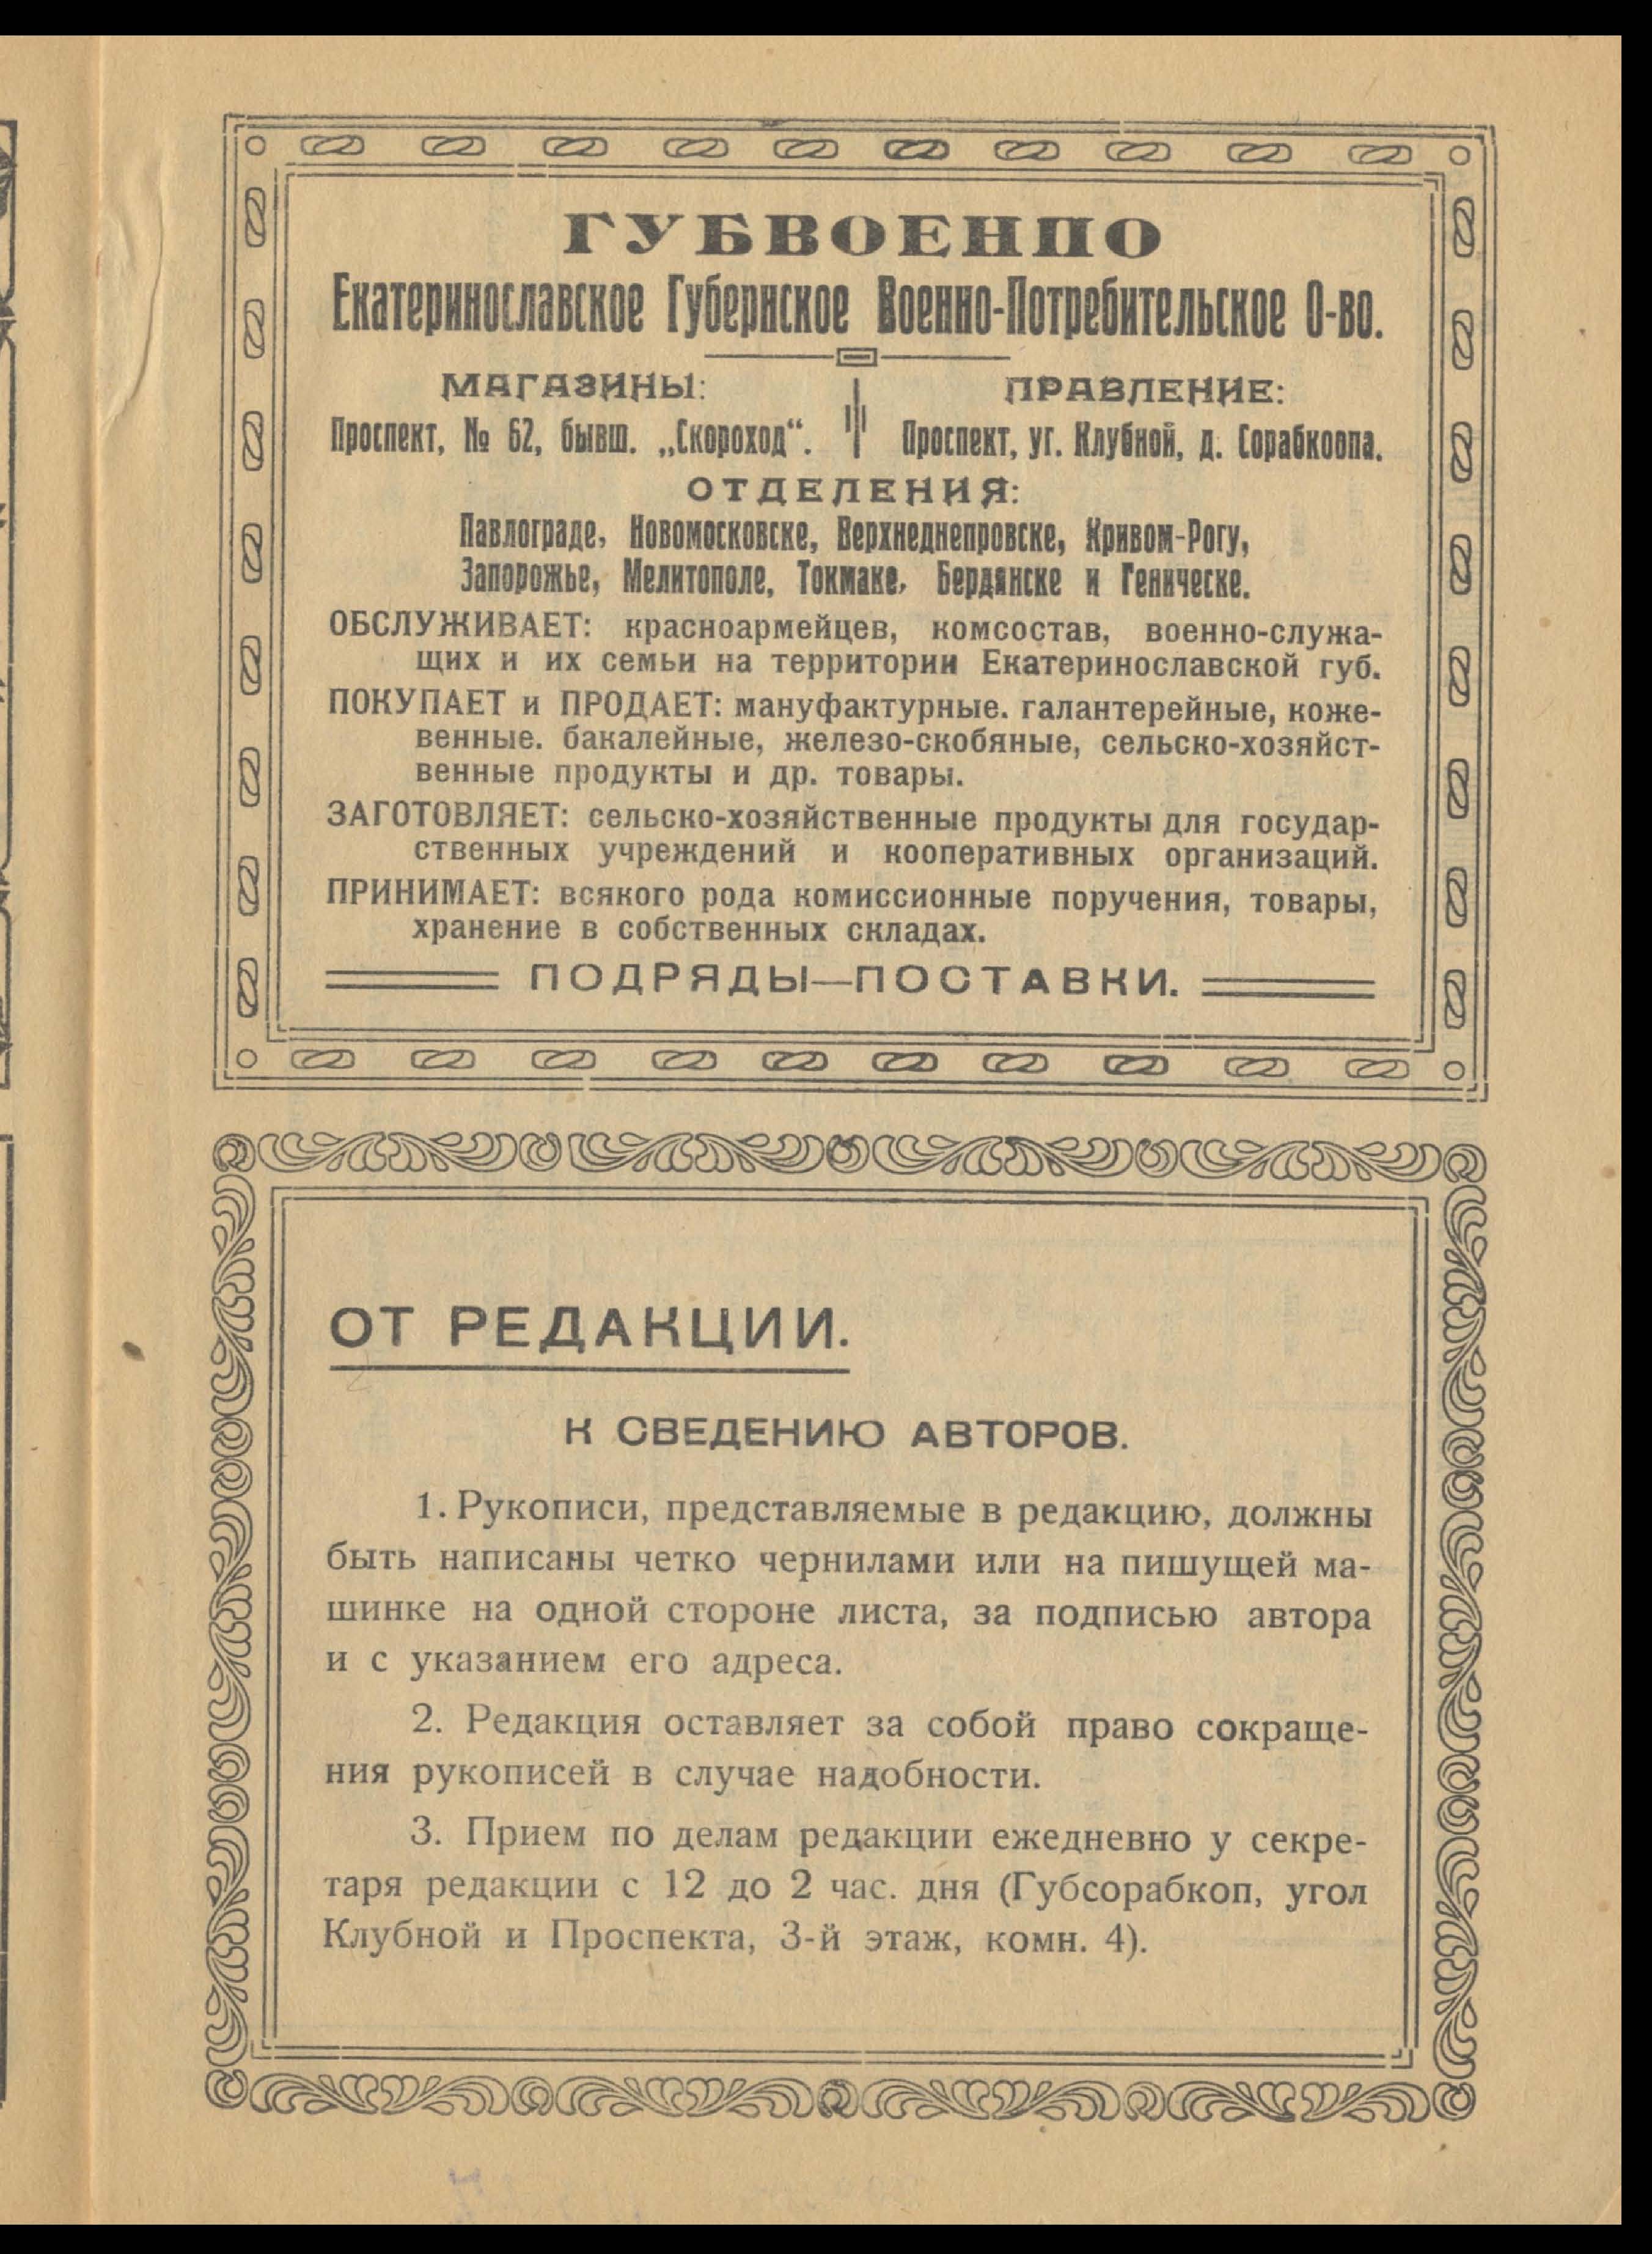 ГУБВОЕНПО
Екатеринославское Губернское Военно-Потребительское О-во.
МАГАЗИНЫ:
Проспект, № 62, бывш. „Скороход“.
ПРАВЛЕНИЕ:
Проспект, уг. Клубной, д. Сорабкоопа.
ОТДЕЛЕНИЯ:
Павлограде, Новомосковске, Верхнеднепровске, Кривом-Рогу,
Запорожье, Мелитополе, Токмаке, Бердянске и Геническе.
ОБСЛУЖИВАЕТ: красноармейцев, комсостав, военно-служа-
щих и их семьи на территории Екатеринославской губ.
ПОКУПАЕТ и ПРОДАЕТ: мануфактурные. галантерейные, коже-
венные. бакалейные, железо-скобяные, сельско-хозяйст-
венные продукты и др. товары.
ЗАГОТОВЛЯЕТ: сельско-хозяйственные продукты для государ-
ственных учреждений и кооперативных организаций.
ПРИНИМАЕТ: всякого рода комиссионные поручения, товары,
хранение в собственных складах.
ПОДРЯДЫ—ПОСТАВКИ.
ОТ РЕДАКЦИИ.
К СВЕДЕНИЮ АВТОРОВ.
1. Рукописи, представляемые в редакцию, должны
быть написаны четко чернилами или на пишущей ма-
шинке на одной стороне листа, за подписью автора
и с указанием его адреса.
2. Редакция оставляет за собой право сокраще-
ния рукописей в случае надобности.
3. Прием по делам редакции ежедневно у секре-
таря редакции с 12 до 2 час. дня (Губсорабкоп, угол
Клубной и Проспекта, 3-й этаж, комн. 4).